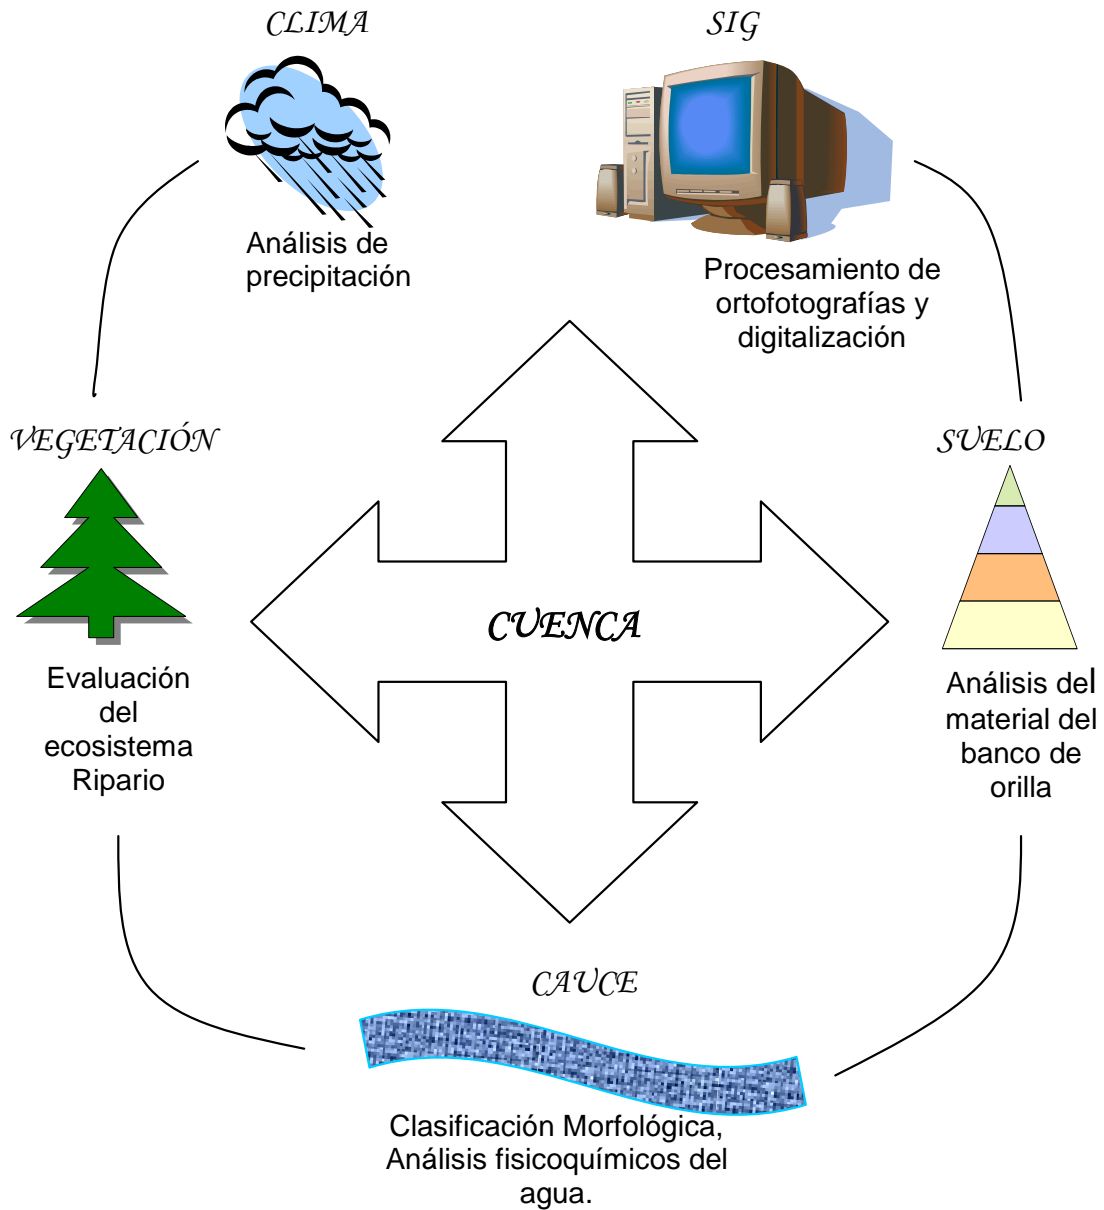 CLIMA
Análisis de
precipitación
SIG
Procesamiento de
ortofotografías y
digitalización
VEGETACIÓN
Evaluación
del
ecosistema
Ripario
CUENCA
SUELO
Análisis del
material del
banco de
orilla
CAUCE
Clasificación Morfológica,
Análisis fisicoquímicos del
agua.